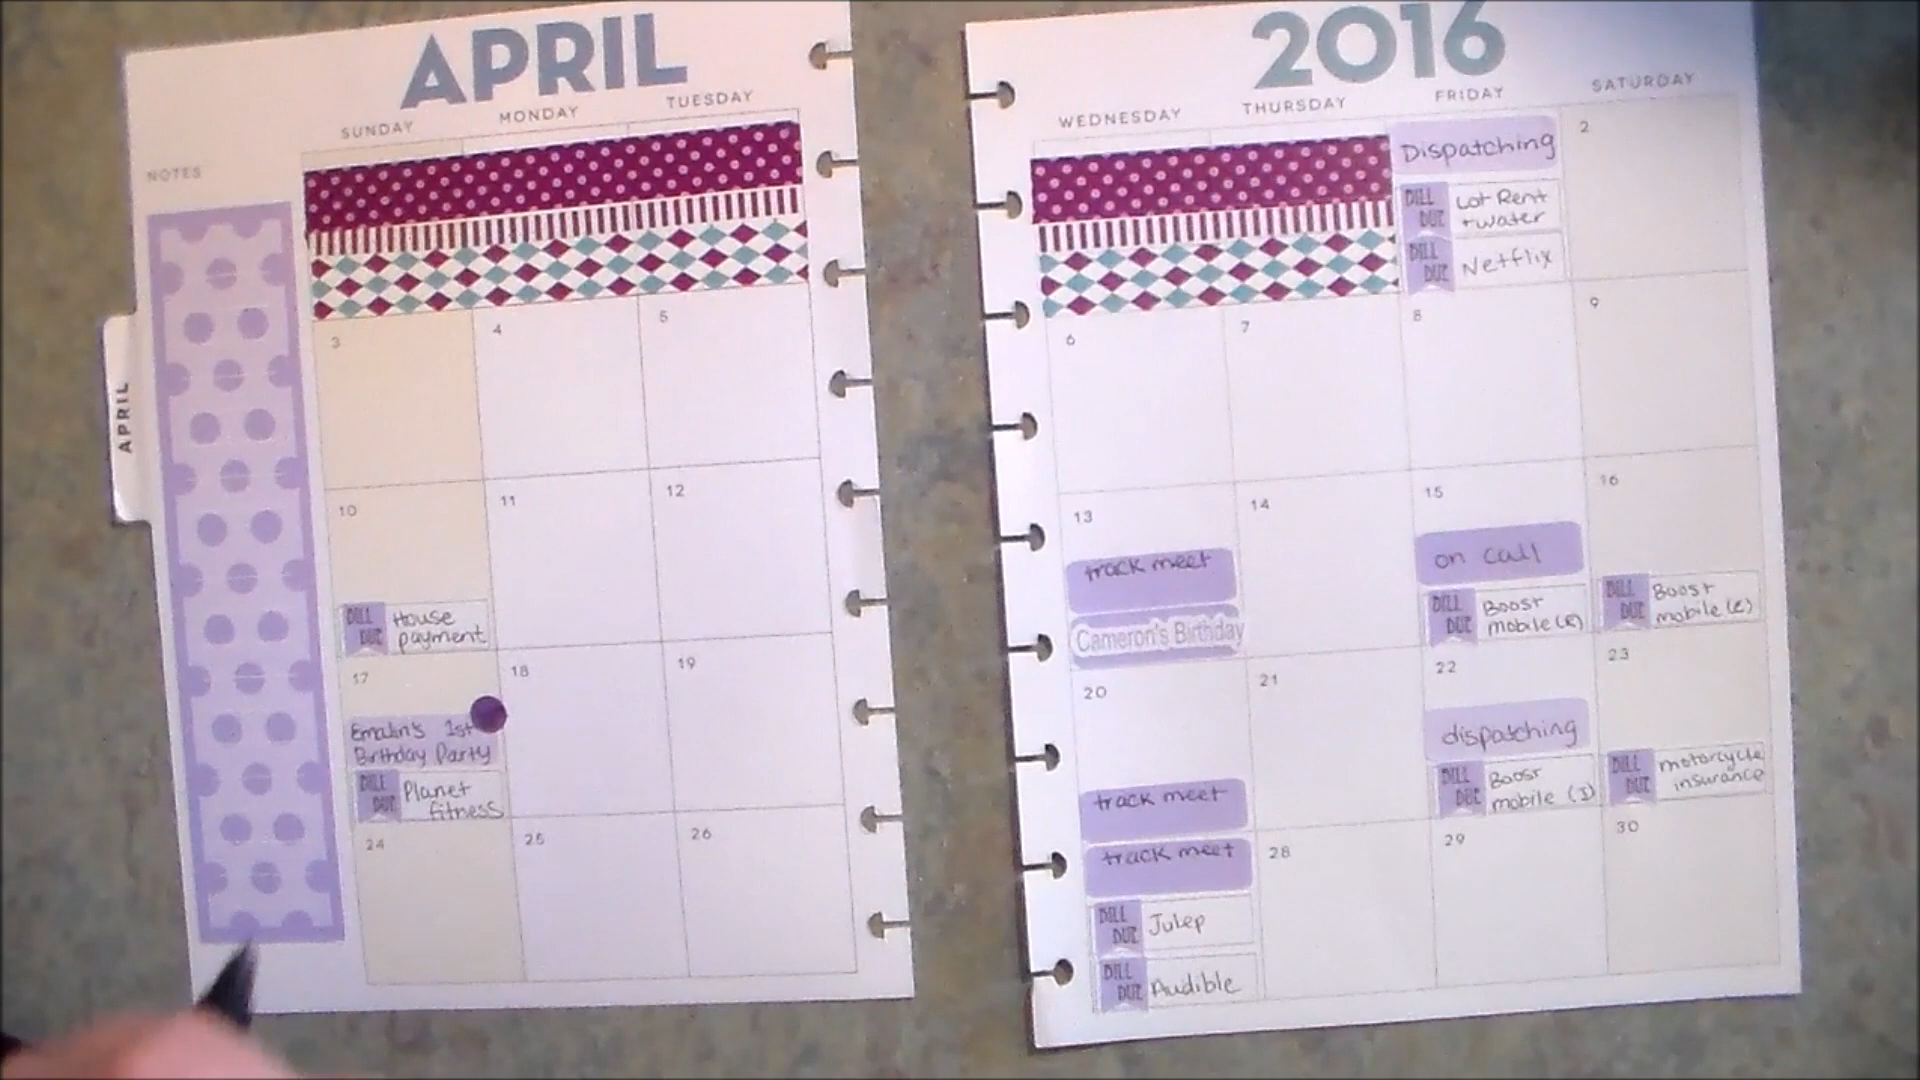 APRIL
2016
NOTES
SUNDAY
MONDAY
TUESDAY
WEDNESDAY
THURSDAY
FRIDAY
SATURDAY
APRIL
Dispatching
BILL DUE
Lot Rent
+water
BILL DUE
Netflix
2
3
4
5
6
7
8
9
10
BILL DUE
House
payment
11
12
13
track meet
Cameron's Birthday
14
15
on call
BILL DUE
Boost
mobile
16
BILL DUE
Boost
mobile
17
Emalin's 1st
Birthday Party
BILL DUE
Planet
fitness
18
19
20
track meet
21
22
dispatching
BILL DUE
Boost
mobile (J)
23
BILL DUE
motorcycle
insurance
24
25
26
track meet
BILL DUE
Julep
BILL DUE
Audible
28
29
30